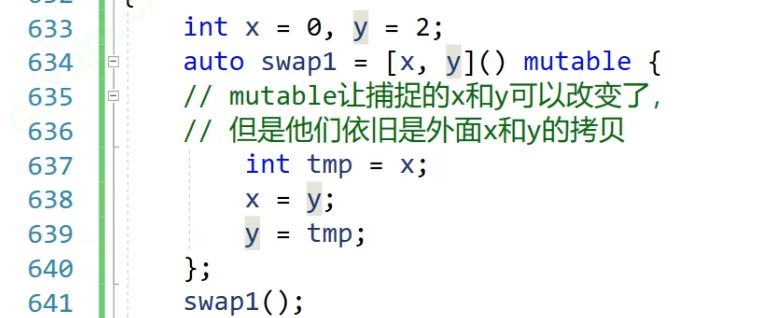 633 int x = 0, y = 2;
634 auto swap1 = [x, y]() mutable {
635 // mutable让捕捉的x和y可以改变了，
636 // 但是他们依旧是外面x和y的拷贝
637 int tmp = x;
638 x = y;
639 y = tmp;
640 };
641 swap1();